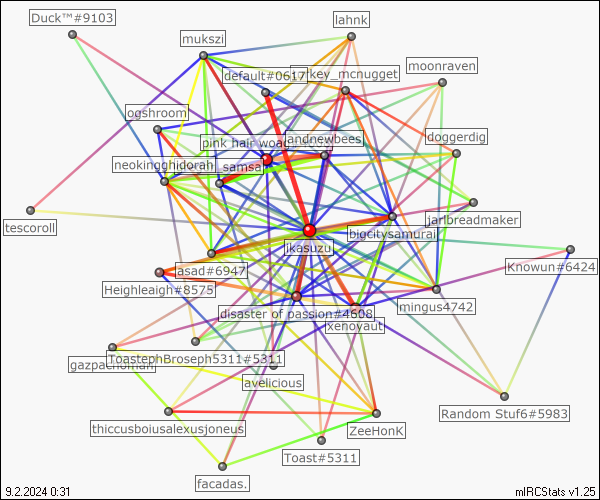 Duck™#9103
lahnk
mukszi
moonraven
default#0617
key_mcnugget
ogshroom
doggerdig
pink hair woag
andnewbees
neokingghidorah
samsa
jarlbreadmaker
tescoroll
bigcitysamurai
ikasuzu
asad#6947
Knowun#6424
Heighleaigh#8575
mingus4742
disaster of passion#4608
xenoyaut
ToastephBroseph5311#5311
gazpachoman
avelicious
Random Stuf6#5983
thiccusboiusalexusjoneus
ZeeHonK
Toast#5311
facadas.
9.2.2024 0:31
mIRCStats v1.25